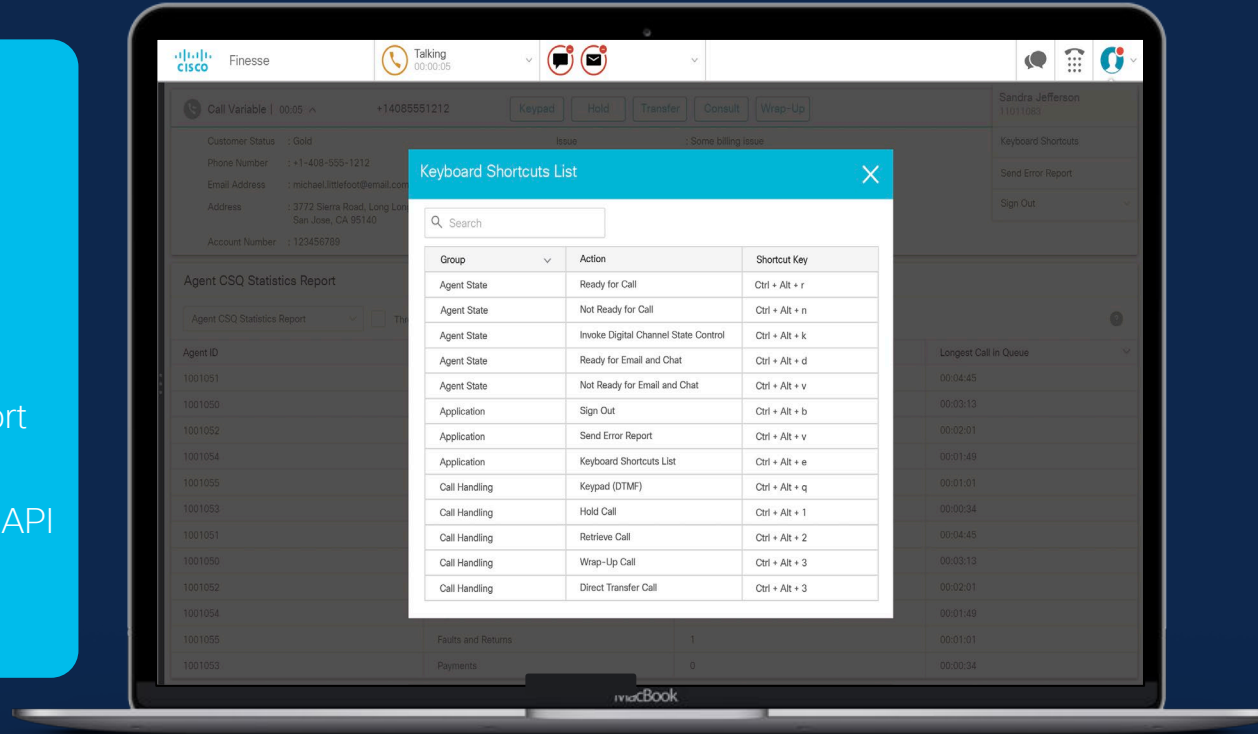 ort
API
CISCO Finesse
Talking
00:00:05
Call Variable | 00:05 +14085551212 Keypad Hold Transfer Consult Wrap-Up
Sandra Jefferson
11011083
Keyboard Shortcuts
Send Error Report
Sign Out
Customer Status : Gold Issue : Some billing issue
Phone Number : +1-408-555-1212
Email Address : michael.littlefoot@email.com
Address : 3772 Sierra Road, Long Lon
San Jose, CA 95140
Account Number : 123456789
Keyboard Shortcuts List
Search
Group Action Shortcut Key
Agent State Ready for Call Ctrl + Alt + r
Agent State Not Ready for Call Ctrl + Alt + n
Agent State Invoke Digital Channel State Control Ctrl + Alt + k
Agent State Ready for Email and Chat Ctrl + Alt + d
Agent State Not Ready for Email and Chat Ctrl + Alt + v
Application Sign Out Ctrl + Alt + b
Application Send Error Report Ctrl + Alt + v
Application Keyboard Shortcuts List Ctrl + Alt + e
Call Handling Keypad (DTMF) Ctrl + Alt + q
Call Handling Hold Call Ctrl + Alt + 1
Call Handling Retrieve Call Ctrl + Alt + 2
Call Handling Wrap-Up Call Ctrl + Alt + 3
Call Handling Direct Transfer Call Ctrl + Alt + 3
Agent CSQ Statistics Report
Agent CSQ Statistics Report
Agent ID Longest Call in Queue
1001051 00:04:45
1001050 00:03:13
1001052 00:02:01
1001054 00:01:49
1001055 00:01:01
1001053 00:00:34
1001051 00:04:45
1001050 00:03:13
1001052 00:02:01
1001054 00:01:49
1001055 Faults and Returns 1 00:01:01
1001053 Payments 0 00:00:34
MacBook